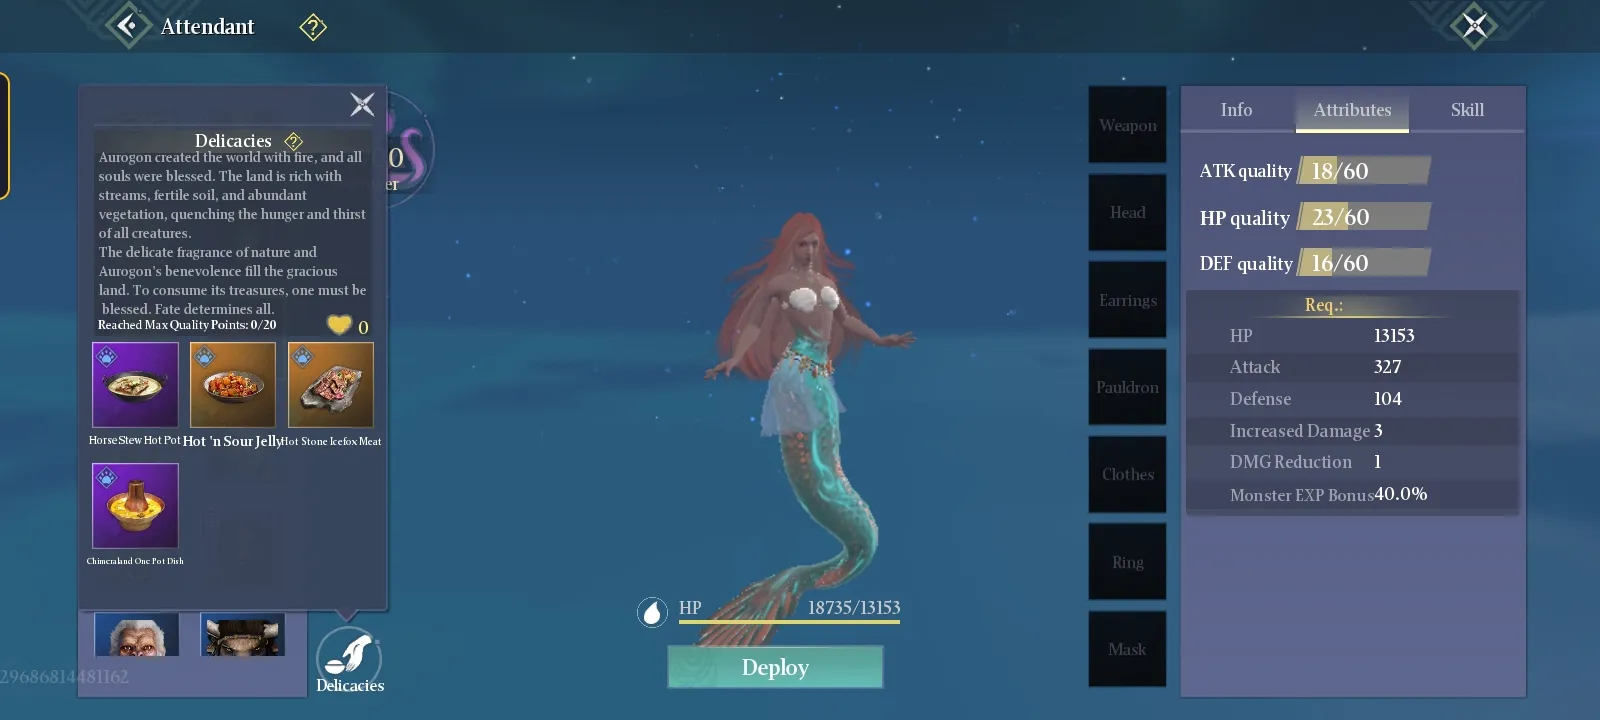 Attendant
?
Delicacies ?
Aurogon created the world with fire, and all
souls were blessed. The land is rich with
streams, fertile soil, and abundant
vegetation, quenching the hunger and thirst
of all creatures.
The delicate fragrance of nature and
Aurogon's benevolence fill the gracious
land. To consume its treasures, one must be
blessed. Fate determines all.
Reached Max Quality Points: 0/20
0
Horse Stew Hot Pot
Hot 'n Sour Jelly
Hot Stone Icefox Meat
Chimeraland One Pot Dish
Delicacies
29686814481162
0
er
HP 18735/13153
Deploy
Weapon
Head
Earrings
Pauldron
Clothes
Ring
Mask
Info Attributes Skill
ATK quality 18/60
HP quality 23/60
DEF quality 16/60
Req.:
HP 13153
Attack 327
Defense 104
Increased Damage 3
DMG Reduction 1
Monster EXP Bonus 40.0%